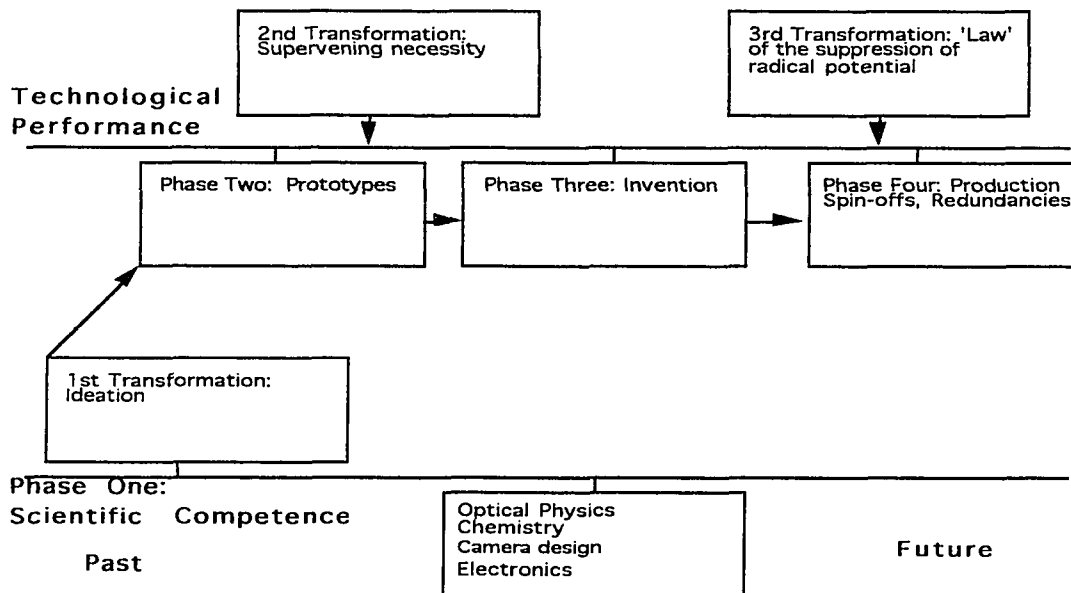 2nd Transformation:
Supervening necessity
3rd Transformation: 'Law'
of the suppression of
radical potential
Technological
Performance
Phase Two: Prototypes
Phase Three: Invention
Phase Four: Production
Spin-offs, Redundancies
1st Transformation:
Ideation
Phase One:
Scientific Competence
Past
Optical Physics
Chemistry
Camera design
Electronics
Future